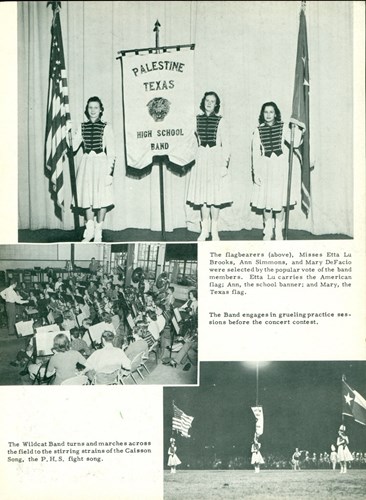 PALESTINE
TEXAS
HIGH SCHOOL
BAND
The flagbearers (above), Misses Etta Lu
Brooks, Ann Simmons, and Mary DeFacio
were selected by the popular vote of the band
members. Etta Lu carries the American
flag; Ann, the school banner; and Mary, the
Texas flag.
The Band engages in grueling practice ses-
sions before the concert contest.
The Wildcat Band turns and marches across
the field to the stirring strains of the Caisson
Song, the P. H. S. fight song.